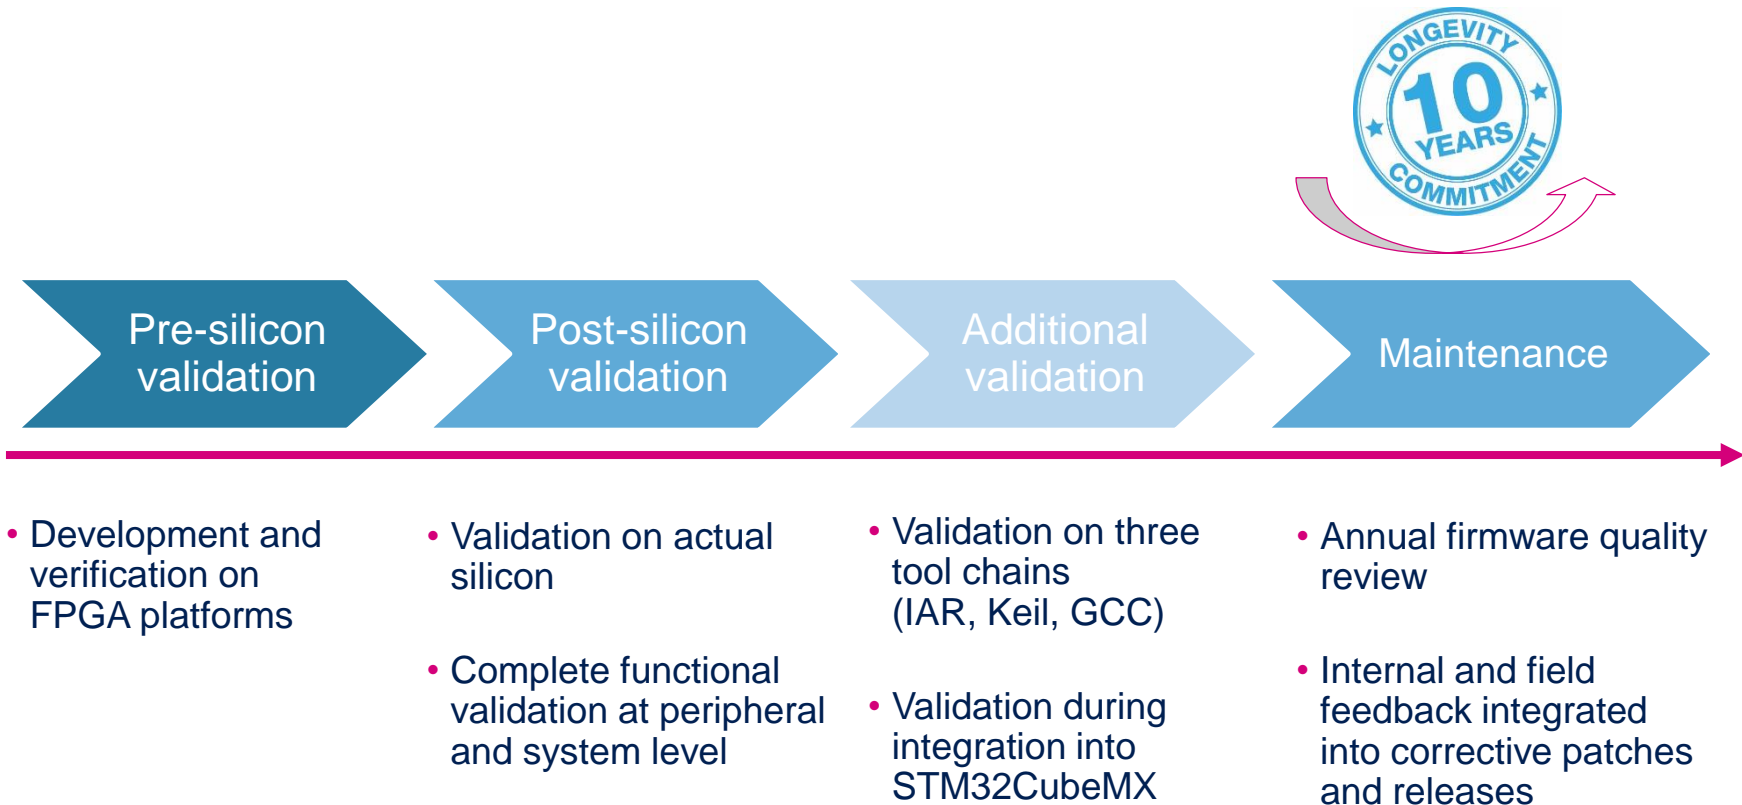 LONGEVITY
10
YEARS
COMMITMENT
Pre-silicon
validation
Post-silicon
validation
Additional
validation
Maintenance
• Development and
verification on
FPGA platforms
• Validation on actual
silicon
• Complete functional
validation at peripheral
and system level
• Validation on three
tool chains
(IAR, Keil, GCC)
• Validation during
integration into
STM32CubeMX
• Annual firmware quality
review
• Internal and field
feedback integrated
into corrective patches
and releases